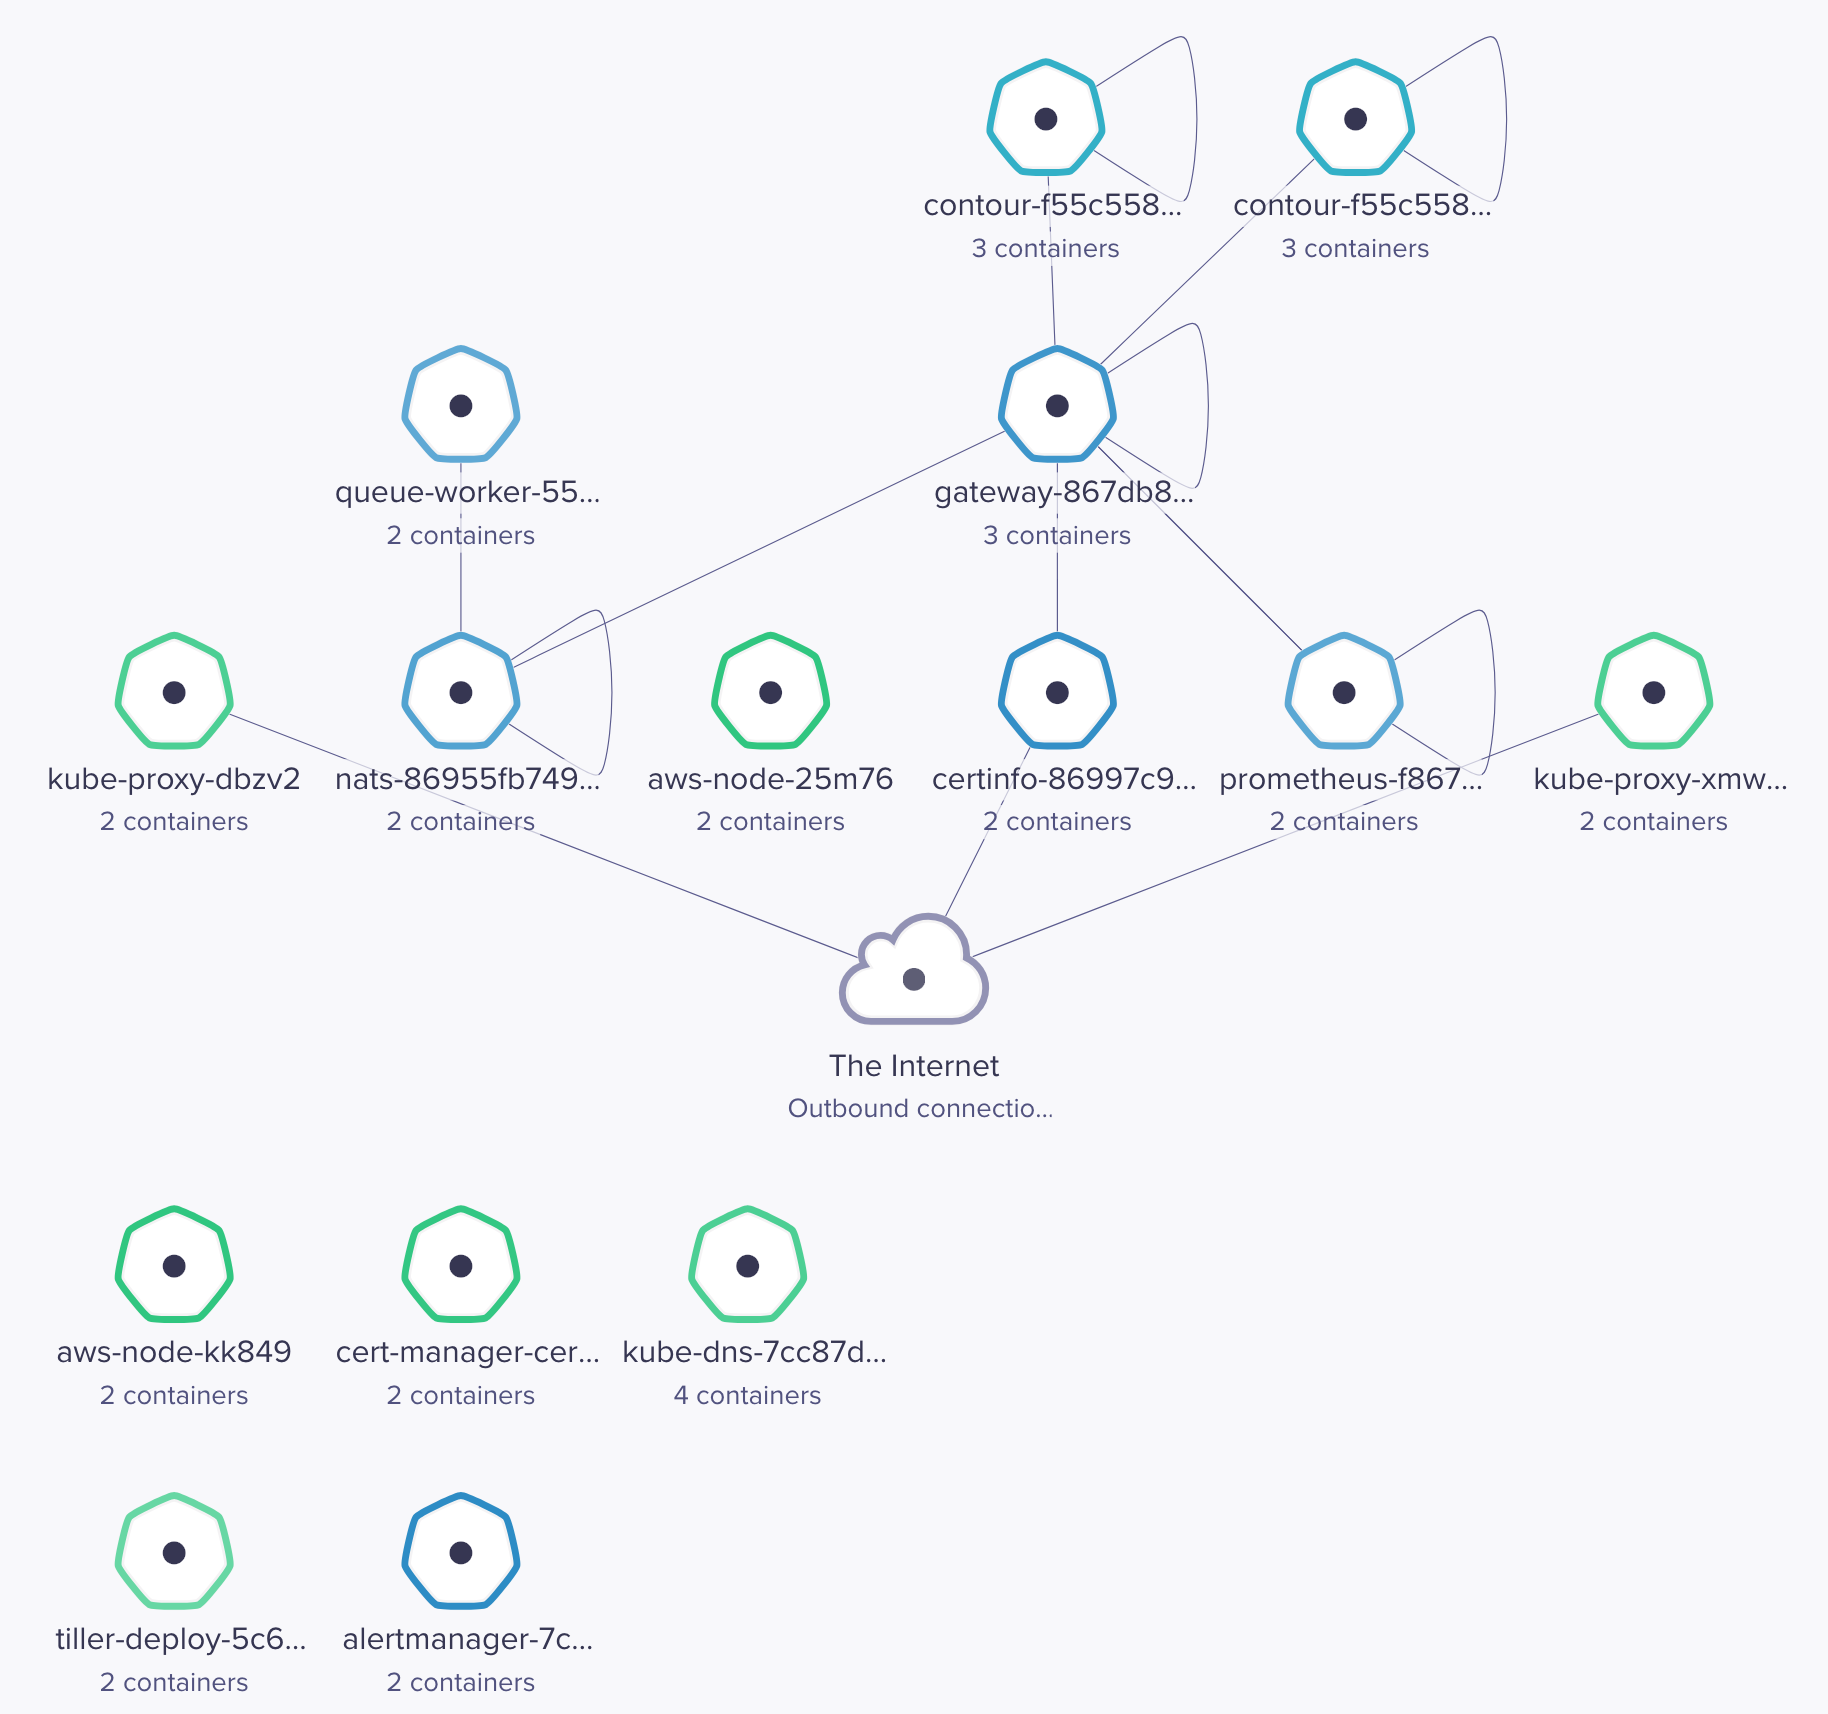 contour-f55c558...
3 containers
contour-f55c558...
3 containers
queue-worker-55...
2 containers
gateway-867db8...
3 containers
kube-proxy-dbzv2
2 containers
nats-86955fb749...
2 containers
aws-node-25m76
2 containers
certinfo-86997c9...
2 containers
prometheus-f867...
2 containers
kube-proxy-xmw...
2 containers
The Internet
Outbound connectio...
aws-node-kk849
2 containers
cert-manager-cer...
2 containers
kube-dns-7cc87d...
4 containers
tiller-deploy-5c6...
2 containers
alertmanager-7c...
2 containers